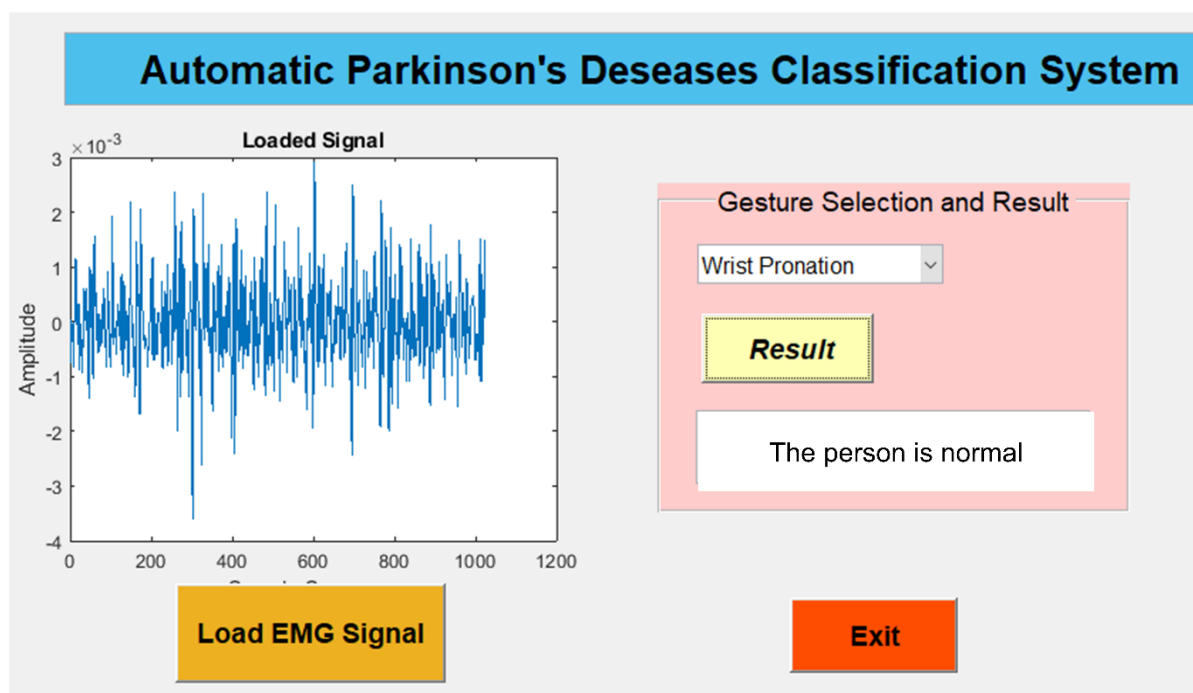 Automatic Parkinson's Deseases Classification System
Loaded Signal
×10-3
3
2
1
0
-1
-2
-3
-4
Amplitude
0 200 400 600 800 1000 1200
Load EMG Signal
Gesture Selection and Result
Wrist Pronation
Result
The person is normal
Exit